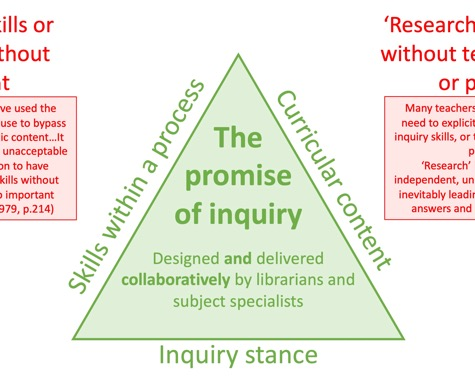 kills or
ithout
t
ve used the
use to bypass
ic content…It
unacceptable
on to have
kills without
o important
979, p.214)
Skills within a process
The
promise
of inquiry
Designed and delivered
collaboratively by librarians and
subject specialists
Curricular content
Inquiry stance
'Research
without te
or p
Many teachers
need to explicit
inquiry skills, or t
p
'Research'
independent, un
inevitably leadin
answers and